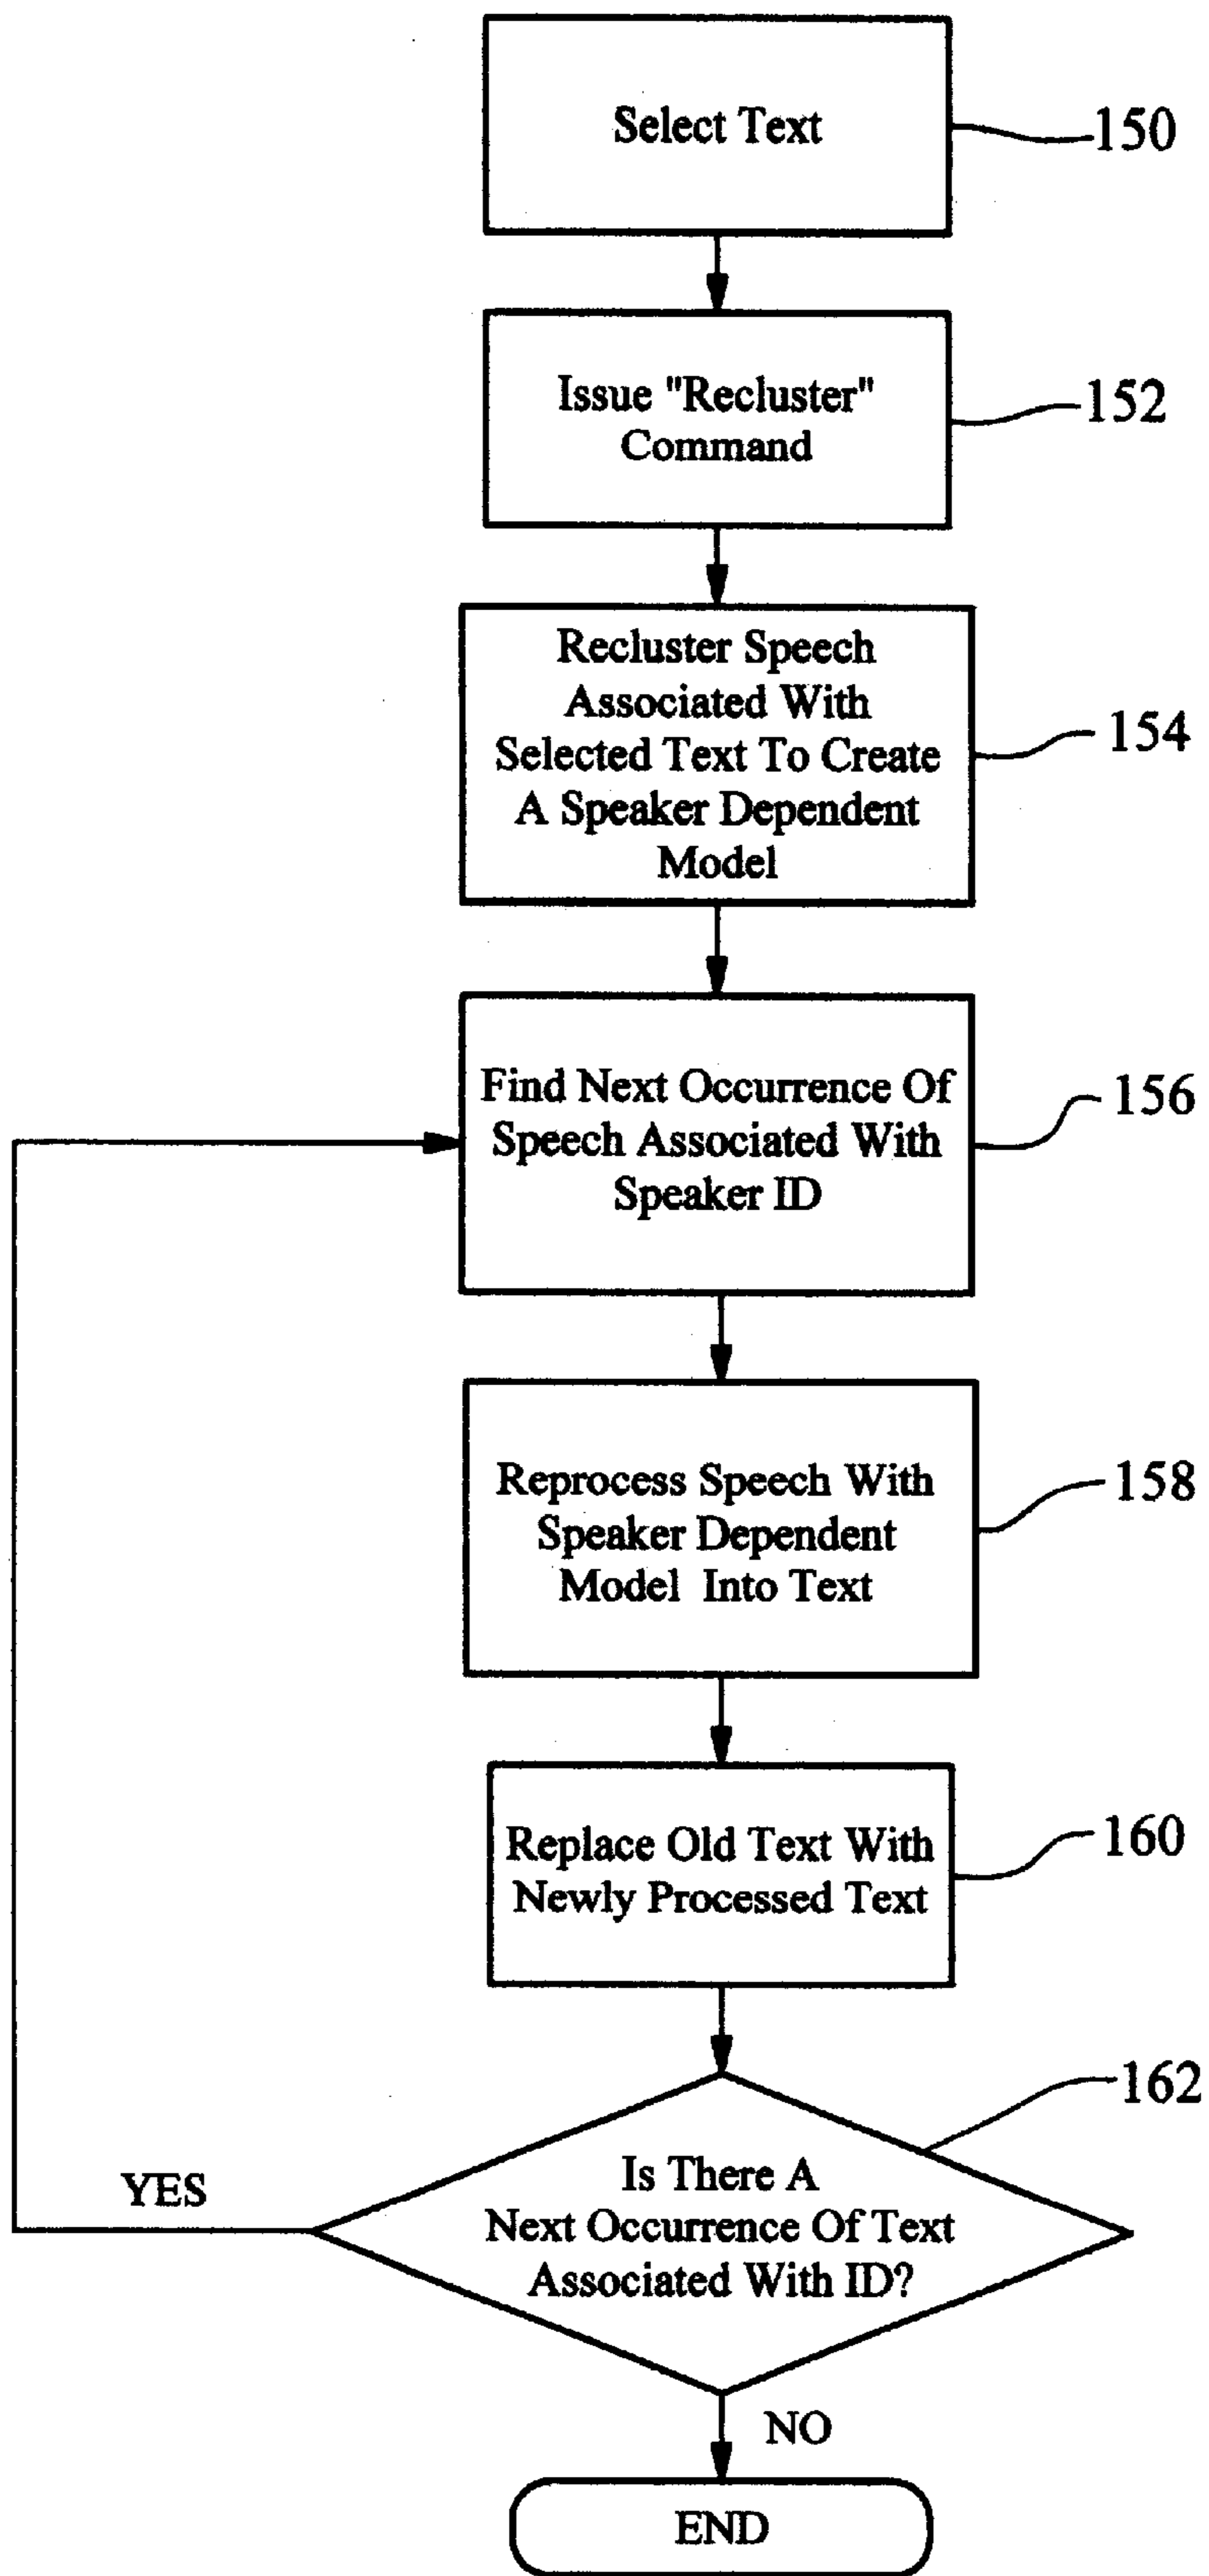 Select Text
150
Issue "Recluster"
Command
152
Recluster Speech
Associated With
Selected Text To Create
A Speaker Dependent
Model
154
Find Next Occurrence Of
Speech Associated With
Speaker ID
156
Reprocess Speech With
Speaker Dependent
Model Into Text
158
Replace Old Text With
Newly Processed Text
160
162
Is There A
Next Occurrence Of Text
Associated With ID?
YES
NO
END